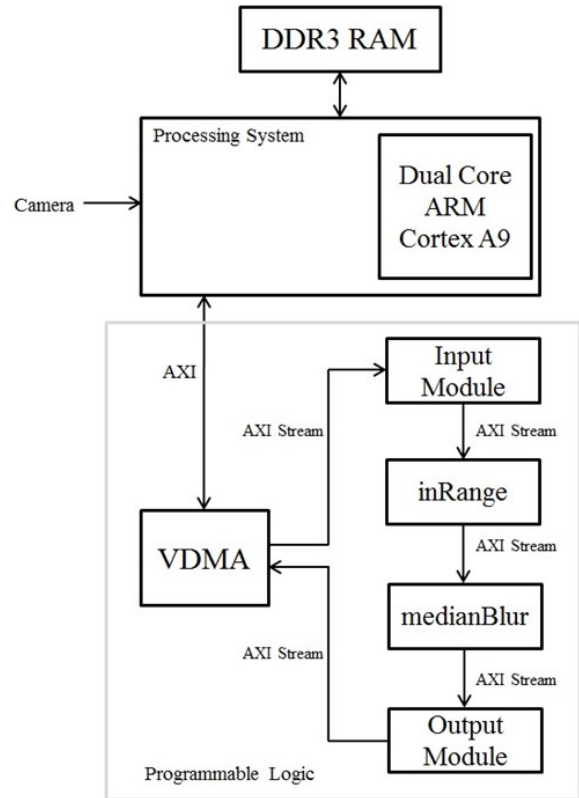 DDR3 RAM
Processing System
Dual Core
ARM
Cortex A9
Camera
AXI
Input
Module
AXI Stream
AXI Stream
inRange
AXI Stream
VDMA
medianBlur
AXI Stream
AXI Stream
Output
Module
Programmable Logic